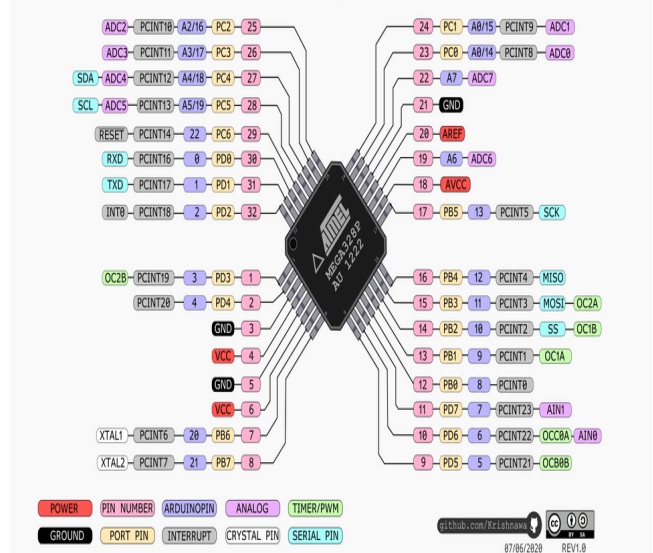 ADC2 PCINT10 A2/16 PC2 25
ADC3 PCINT11 A3/17 PC3 26
SDA ADC4 PCINT12 A4/18 PC4 27
SCL ADC5 PCINT13 A5/19 PC5 28
RESET PCINT14 22 PC6 29
RXD PCINT16 0 PD0 30
TXD PCINT17 1 PD1 31
INT0 PCINT18 2 PD2 32
OC2B PCINT19 3 PD3 1
PCINT20 4 PD4 2
GND 3
VCC 4
GND 5
VCC 6
XTAL1 PCINT6 20 PB6 7
XTAL2 PCINT7 21 PB7 8
ATMEL
MEGA328P
AU 1222
24 PC1 A0/15 PCINT9 ADC1
23 PC0 A0/14 PCINT8 ADC0
22 A7 ADC7
21 GND
20 AREF
19 A6 ADC6
18 AVCC
17 PB5 13 PCINT5 SCK
16 PB4 12 PCINT4 MISO
15 PB3 11 PCINT3 MOSI OC2A
14 PB2 10 PCINT2 SS OC1B
13 PB1 9 PCINT1 OC1A
12 PB0 8 PCINT0
11 PD7 7 PCINT23 AIN1
10 PD6 6 PCINT22 OCC0A AIN0
9 PD5 5 PCINT21 OCB0B
POWER PIN NUMBER ARDUINOPIN ANALOG TIMER/PWM
GROUND PORT PIN INTERRUPT CRYSTAL PIN SERIAL PIN
github.com/Krishnawa
cc BY SA
07/06/2020 REV1.0